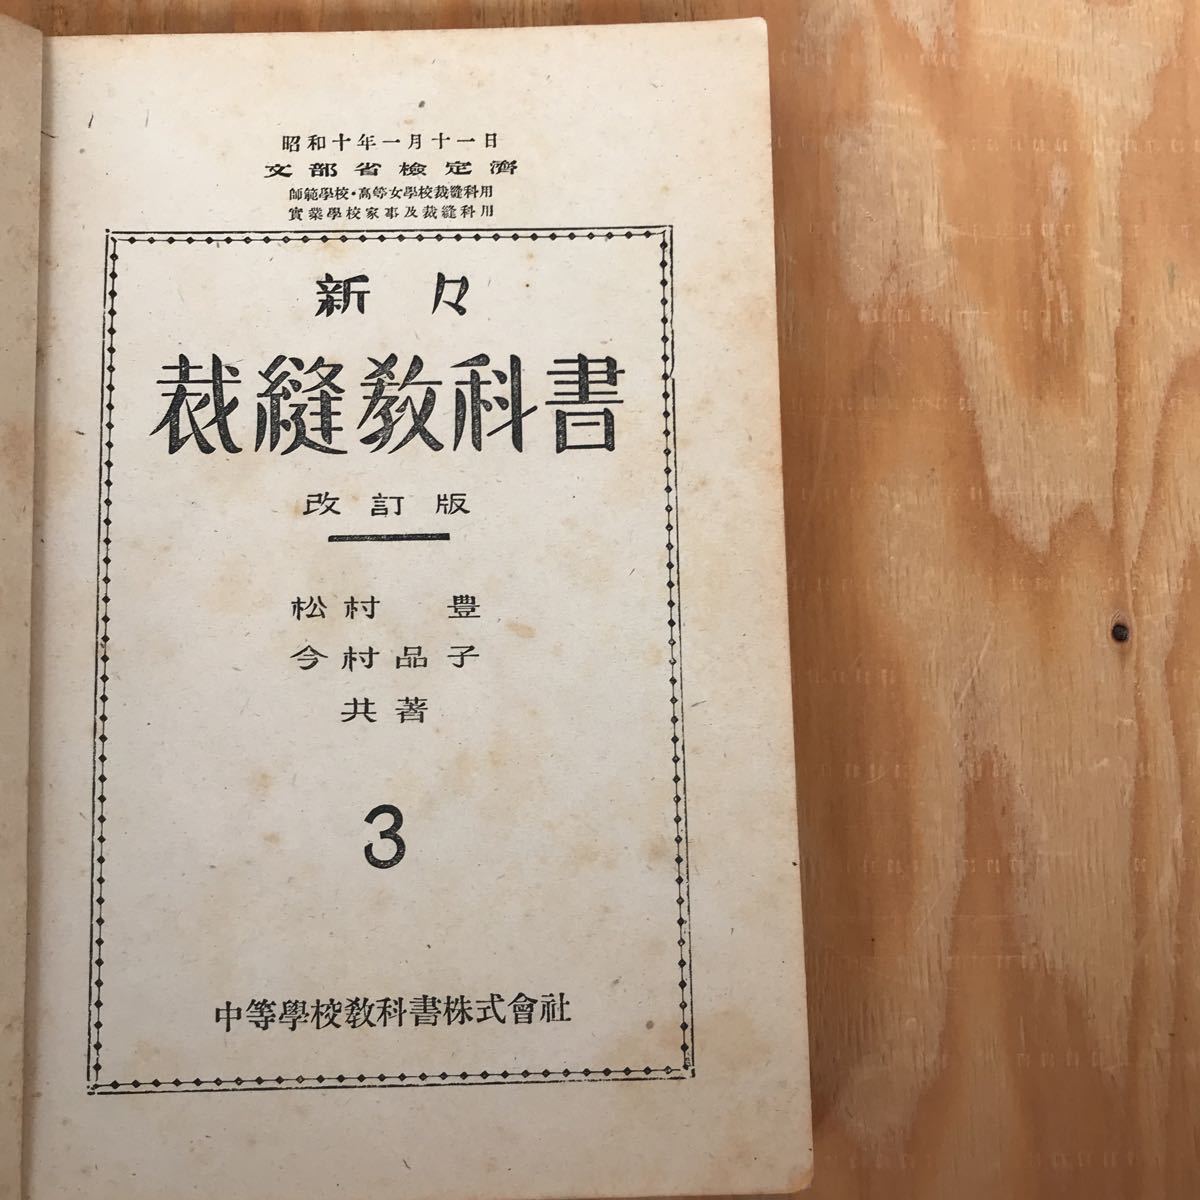 昭和十年一月十一日
文部省檢定濟
師範學校・高等女學校裁縫科用
實業學校家事及裁縫科用
新々
裁縫教科書
改訂版
松村 豊
今村品子
共著
3
中等學校教科書株式會社